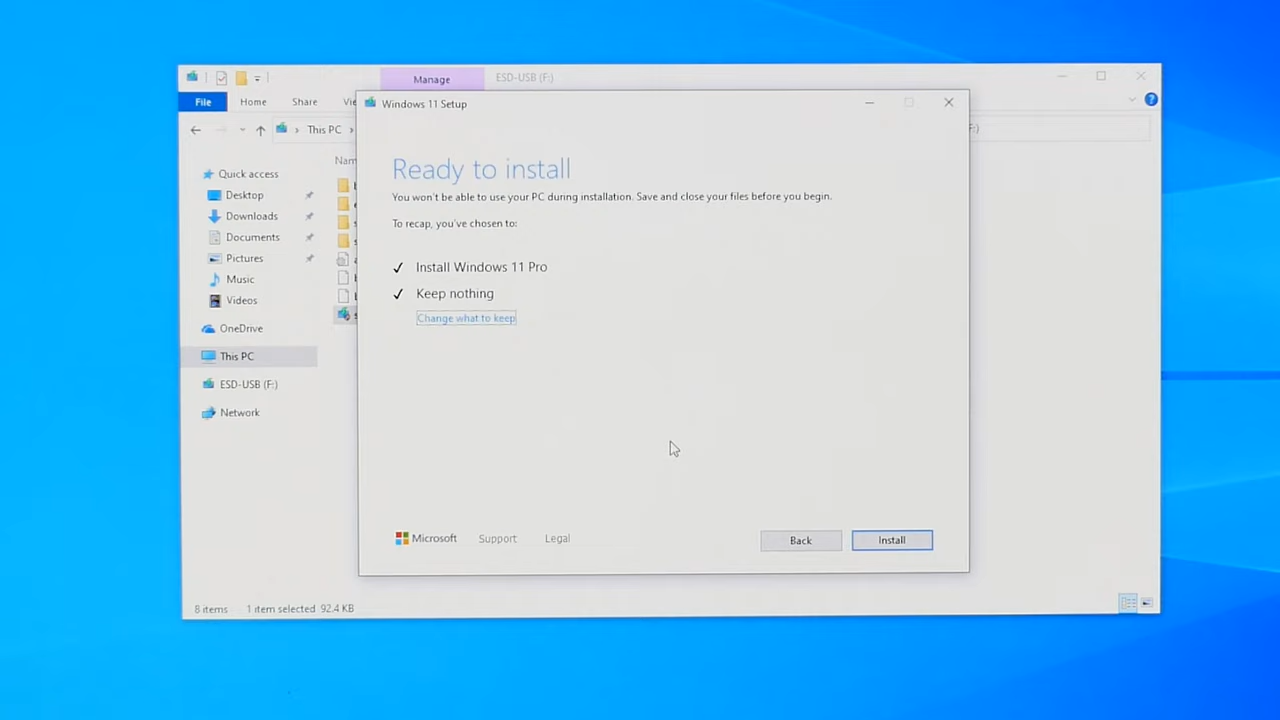 Manage
ESD-USB (F:)
File
Home
Share
Windows 11 Setup
This PC
F:)
Ready to install
You won't be able to use your PC during installation. Save and close your files before you begin.
To recap, you've chosen to:
✓ Install Windows 11 Pro
✓ Keep nothing
Change what to keep
Quick access
Desktop
Downloads
Documents
Pictures
Music
Videos
OneDrive
This PC
ESD-USB (F:)
Network
Microsoft
Support
Legal
Back
Install
8 items
1 item selected 92.4 KB